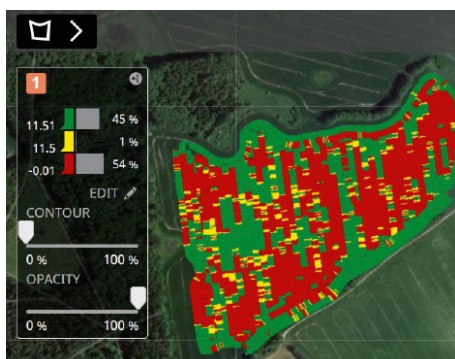 1
11.51 45 %
11.5 1 %
-0.01 54 %
EDIT
CONTOUR
0 % 100 %
OPACITY
0 % 100 %